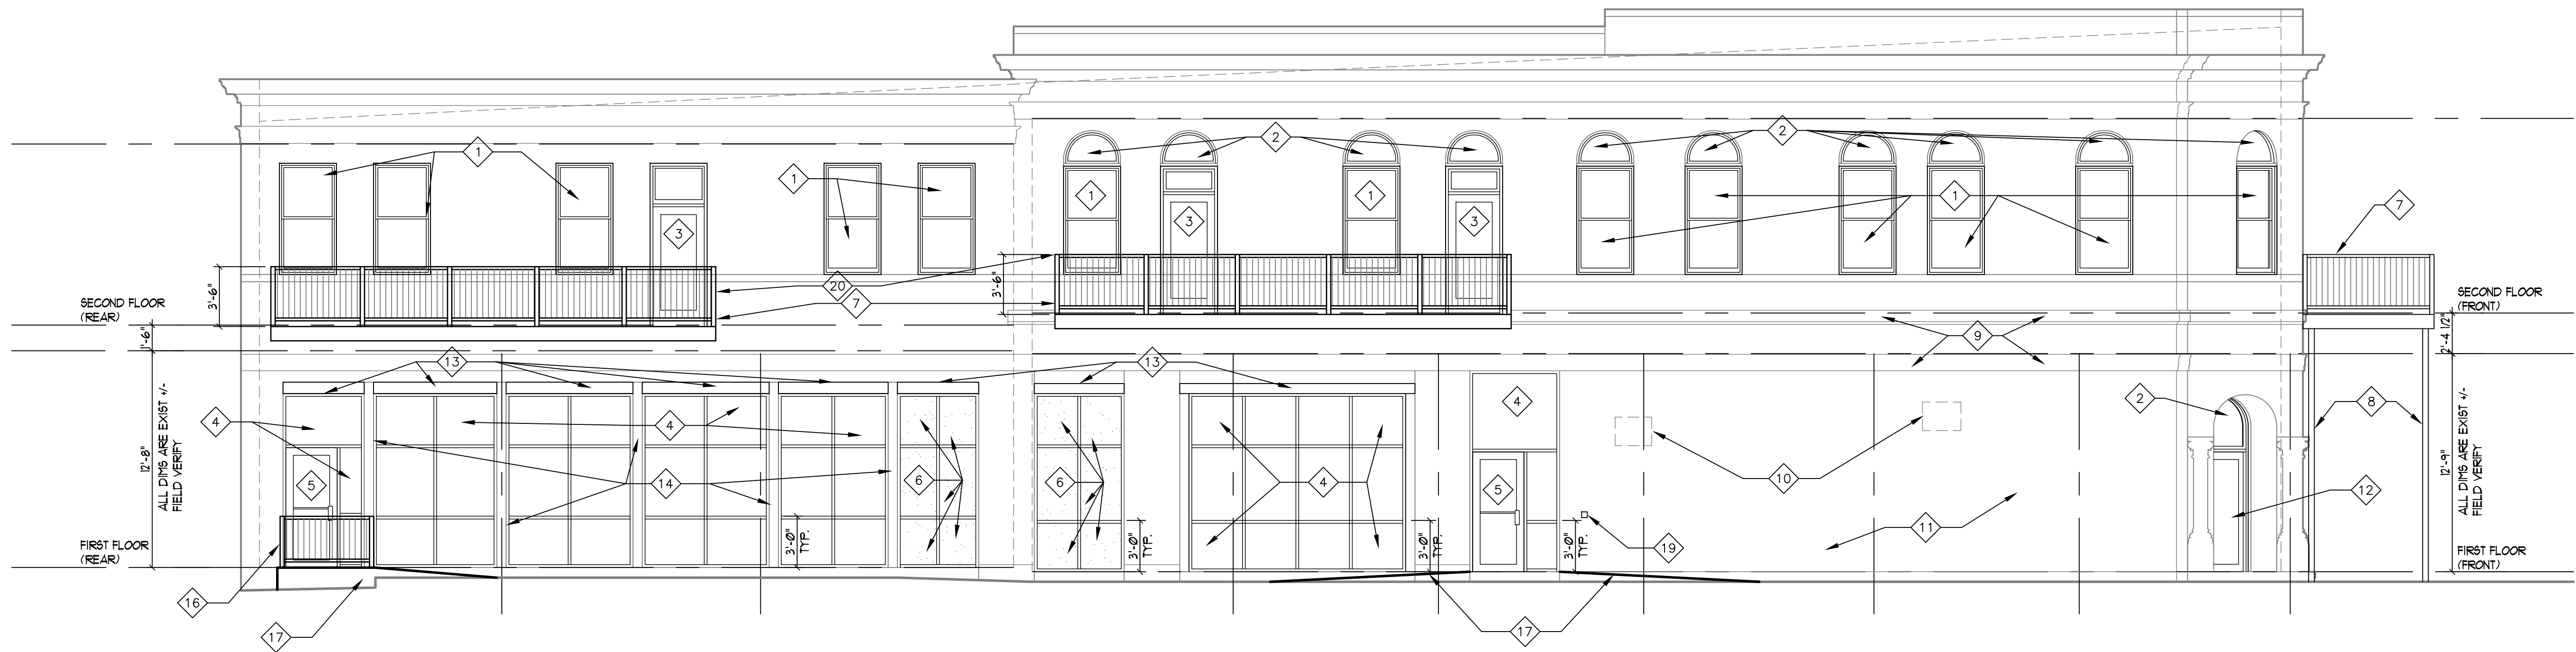 2
2
1
1
1
1
1
7
3
3
3
3'-6"
3'-6"
20
7
SECOND FLOOR
(REAR)
SECOND FLOOR
(FRONT)
1'-6"
2'-4 1/2"
9
13
13
4
4
4
4
2
8
12'-8"
ALL DIMS ARE EXIST +/-
FIELD VERIFY
12'-9"
ALL DIMS ARE EXIST +/-
FIELD VERIFY
5
14
6
6
5
10
12
11
3'-0"
TYP.
3'-0"
TYP.
3'-0"
TYP.
3'-0"
TYP.
19
FIRST FLOOR
(REAR)
FIRST FLOOR
(FRONT)
16
17
17